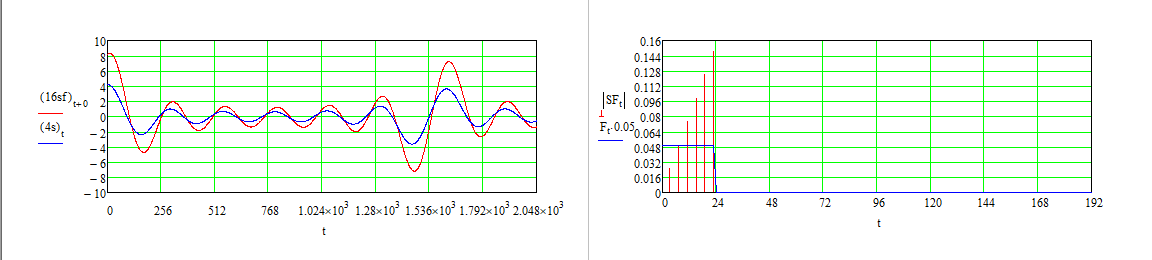 10
8
6
4
2
0
− 2
− 4
− 6
− 8
− 10
(16sf)t+0
(4s)t
0 256 512 768 1.024×10³ 1.28×10³ 1.536×10³ 1.792×10³ 2.048×10³
t
0.16
0.144
0.128
0.112
0.096
0.08
0.064
0.048
0.032
0.016
0
|SFt|
Ft·0.05
0 24 48 72 96 120 144 168 192
t